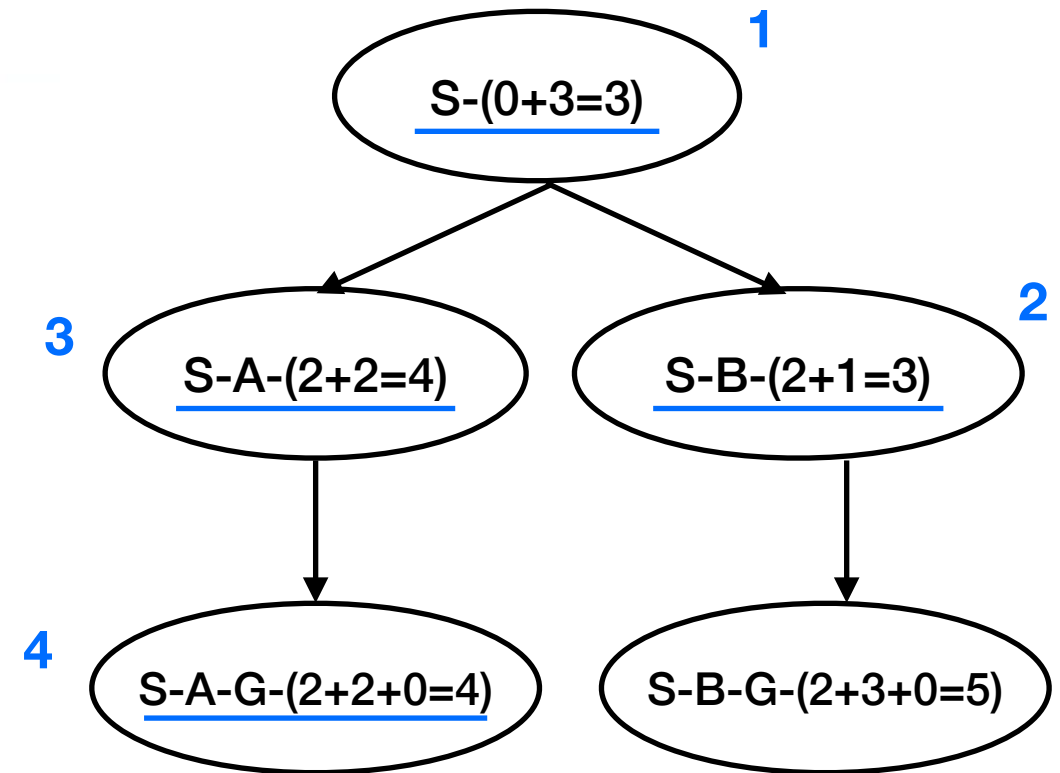 1
S-(0+3=3)
2
3
S-A-(2+2=4)
S-B-(2+1=3)
4
S-A-G-(2+2+0=4)
S-B-G-(2+3+0=5)